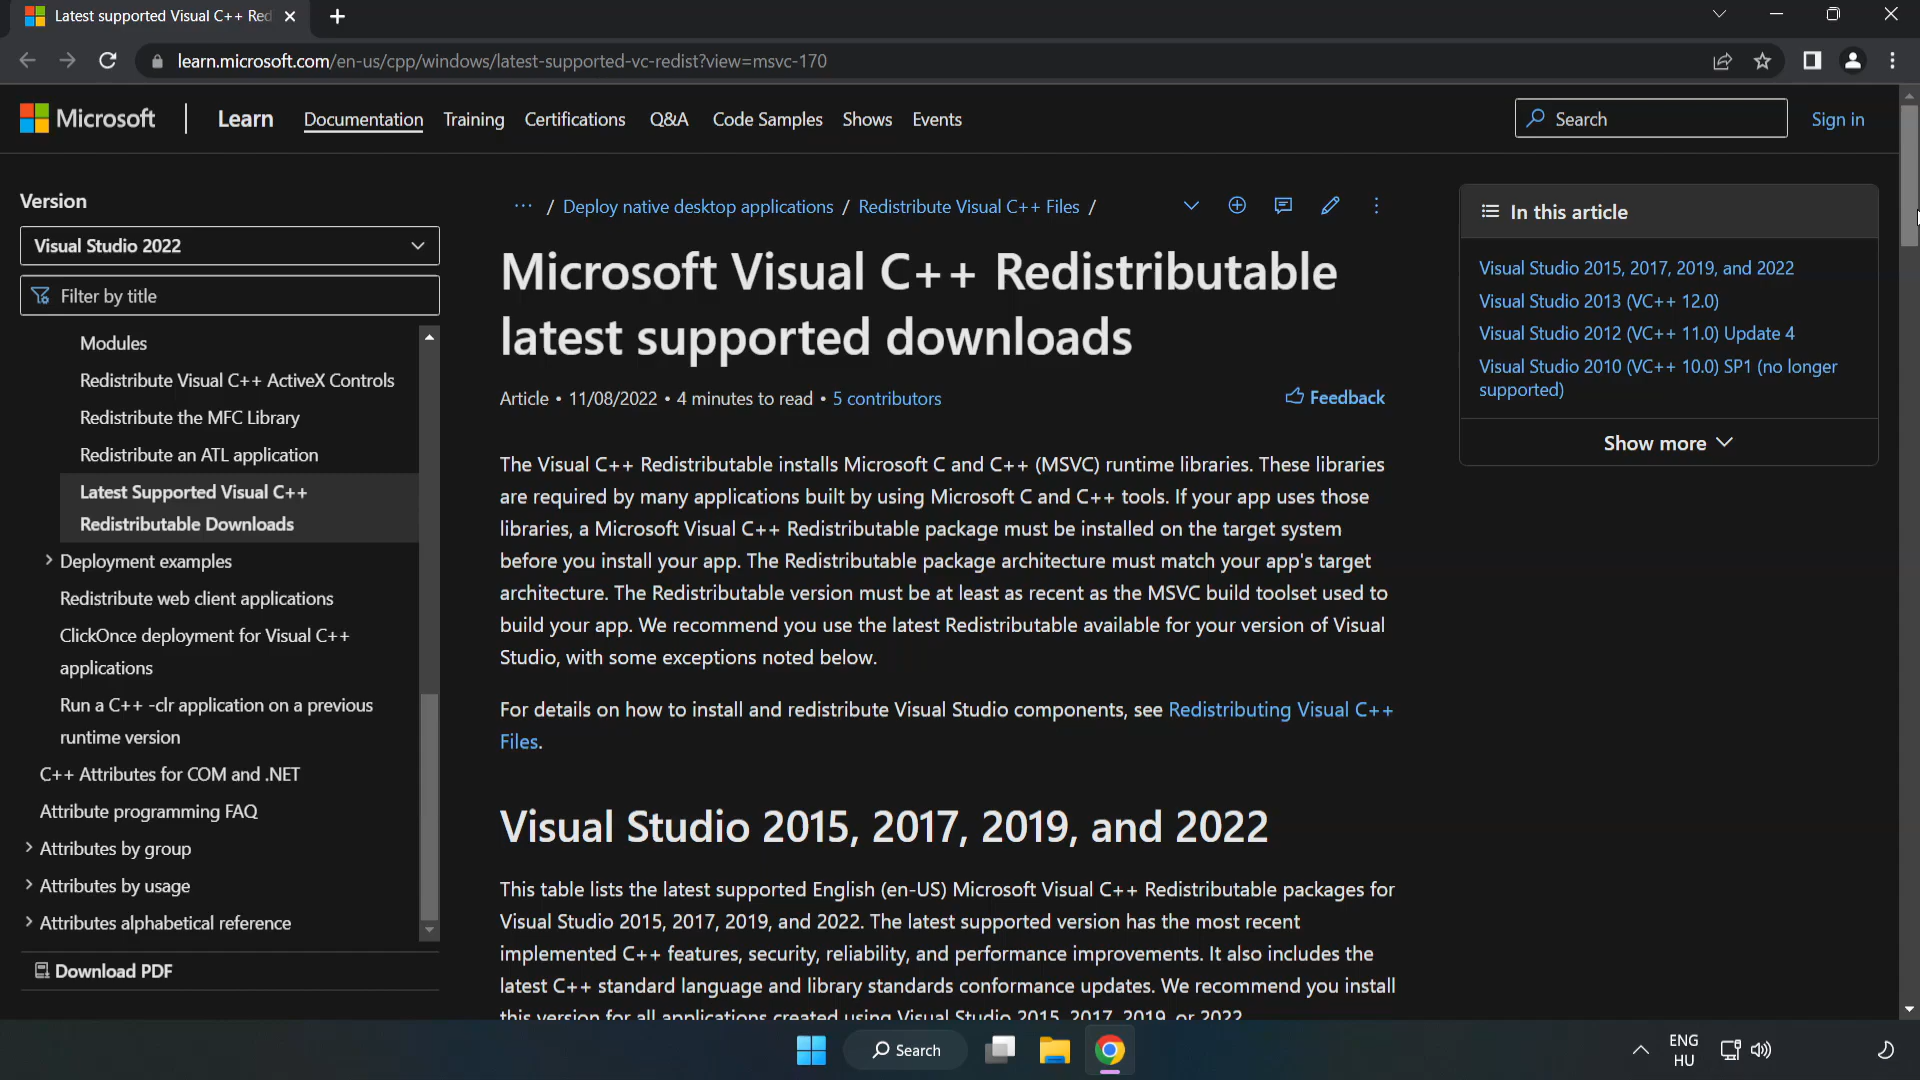 Latest supported Visual C++ Red
learn.microsoft.com/en-us/cpp/windows/latest-supported-vc-redist?view=msvc-170
Microsoft
Learn
Documentation
Training
Certifications
Q&A
Code Samples
Shows
Events
Search
Sign in
Version
Visual Studio 2022
Filter by title
Modules
Redistribute Visual C++ ActiveX Controls
Redistribute the MFC Library
Redistribute an ATL application
Latest Supported Visual C++
Redistributable Downloads
Deployment examples
Redistribute web client applications
ClickOnce deployment for Visual C++
applications
Run a C++ -clr application on a previous
runtime version
C++ Attributes for COM and .NET
Attribute programming FAQ
Attributes by group
Attributes by usage
Attributes alphabetical reference
Download PDF
··· / Deploy native desktop applications / Redistribute Visual C++ Files /
Microsoft Visual C++ Redistributable
latest supported downloads
Article • 11/08/2022 • 4 minutes to read • 5 contributors
Feedback
The Visual C++ Redistributable installs Microsoft C and C++ (MSVC) runtime libraries. These libraries
are required by many applications built by using Microsoft C and C++ tools. If your app uses those
libraries, a Microsoft Visual C++ Redistributable package must be installed on the target system
before you install your app. The Redistributable package architecture must match your app's target
architecture. The Redistributable version must be at least as recent as the MSVC build toolset used to
build your app. We recommend you use the latest Redistributable available for your version of Visual
Studio, with some exceptions noted below.
For details on how to install and redistribute Visual Studio components, see Redistributing Visual C++
Files.
Visual Studio 2015, 2017, 2019, and 2022
This table lists the latest supported English (en-US) Microsoft Visual C++ Redistributable packages for
Visual Studio 2015, 2017, 2019, and 2022. The latest supported version has the most recent
implemented C++ features, security, reliability, and performance improvements. It also includes the
latest C++ standard language and library standards conformance updates. We recommend you install
this version for all applications created using Visual Studio 2015, 2017, 2019, or 2022.
In this article
Visual Studio 2015, 2017, 2019, and 2022
Visual Studio 2013 (VC++ 12.0)
Visual Studio 2012 (VC++ 11.0) Update 4
Visual Studio 2010 (VC++ 10.0) SP1 (no longer
supported)
Show more
Search
ENG
HU